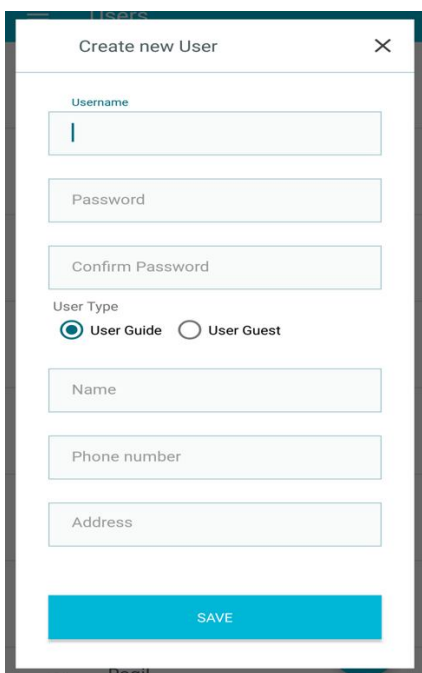 Users
Create new User
Username
Password
Confirm Password
User Type
User Guide User Guest
Name
Phone number
Address
SAVE